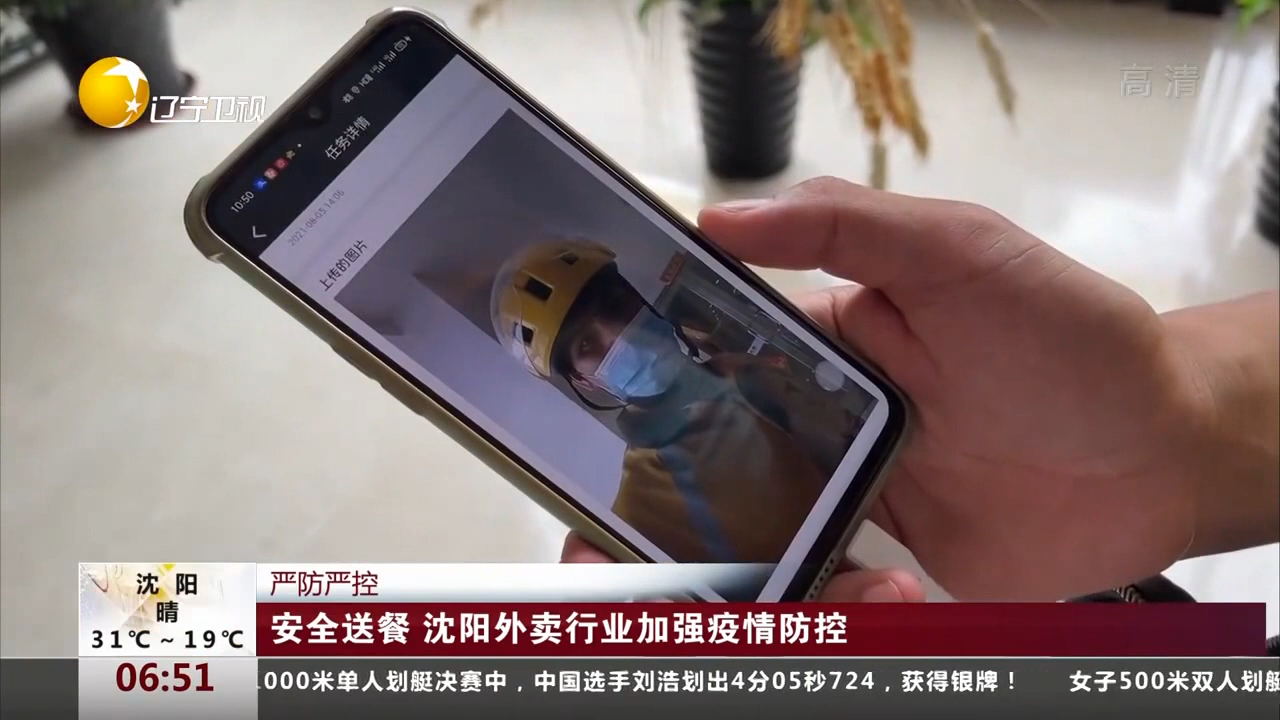 辽宁卫视
高清
10:50
任务详情
2021-08-05 14:06
上传的图片
沈阳
晴
31℃~19℃
06:51
严防严控
安全送餐 沈阳外卖行业加强疫情防控
1000米单人划艇决赛中，中国选手刘浩划出4分05秒724，获得银牌！ 女子500米双人划艇